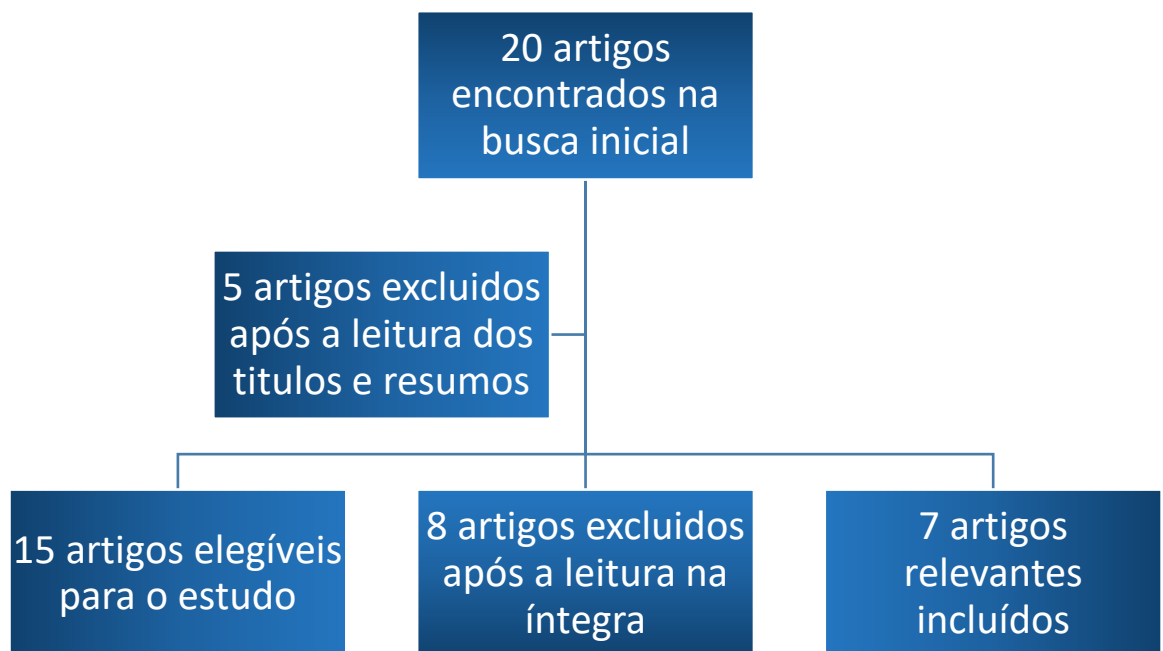 20 artigos
encontrados na
busca inicial
5 artigos excluidos
após a leitura dos
titulos e resumos
15 artigos elegíveis
para o estudo
8 artigos excluidos
após a leitura na
íntegra
7 artigos
relevantes
incluídos